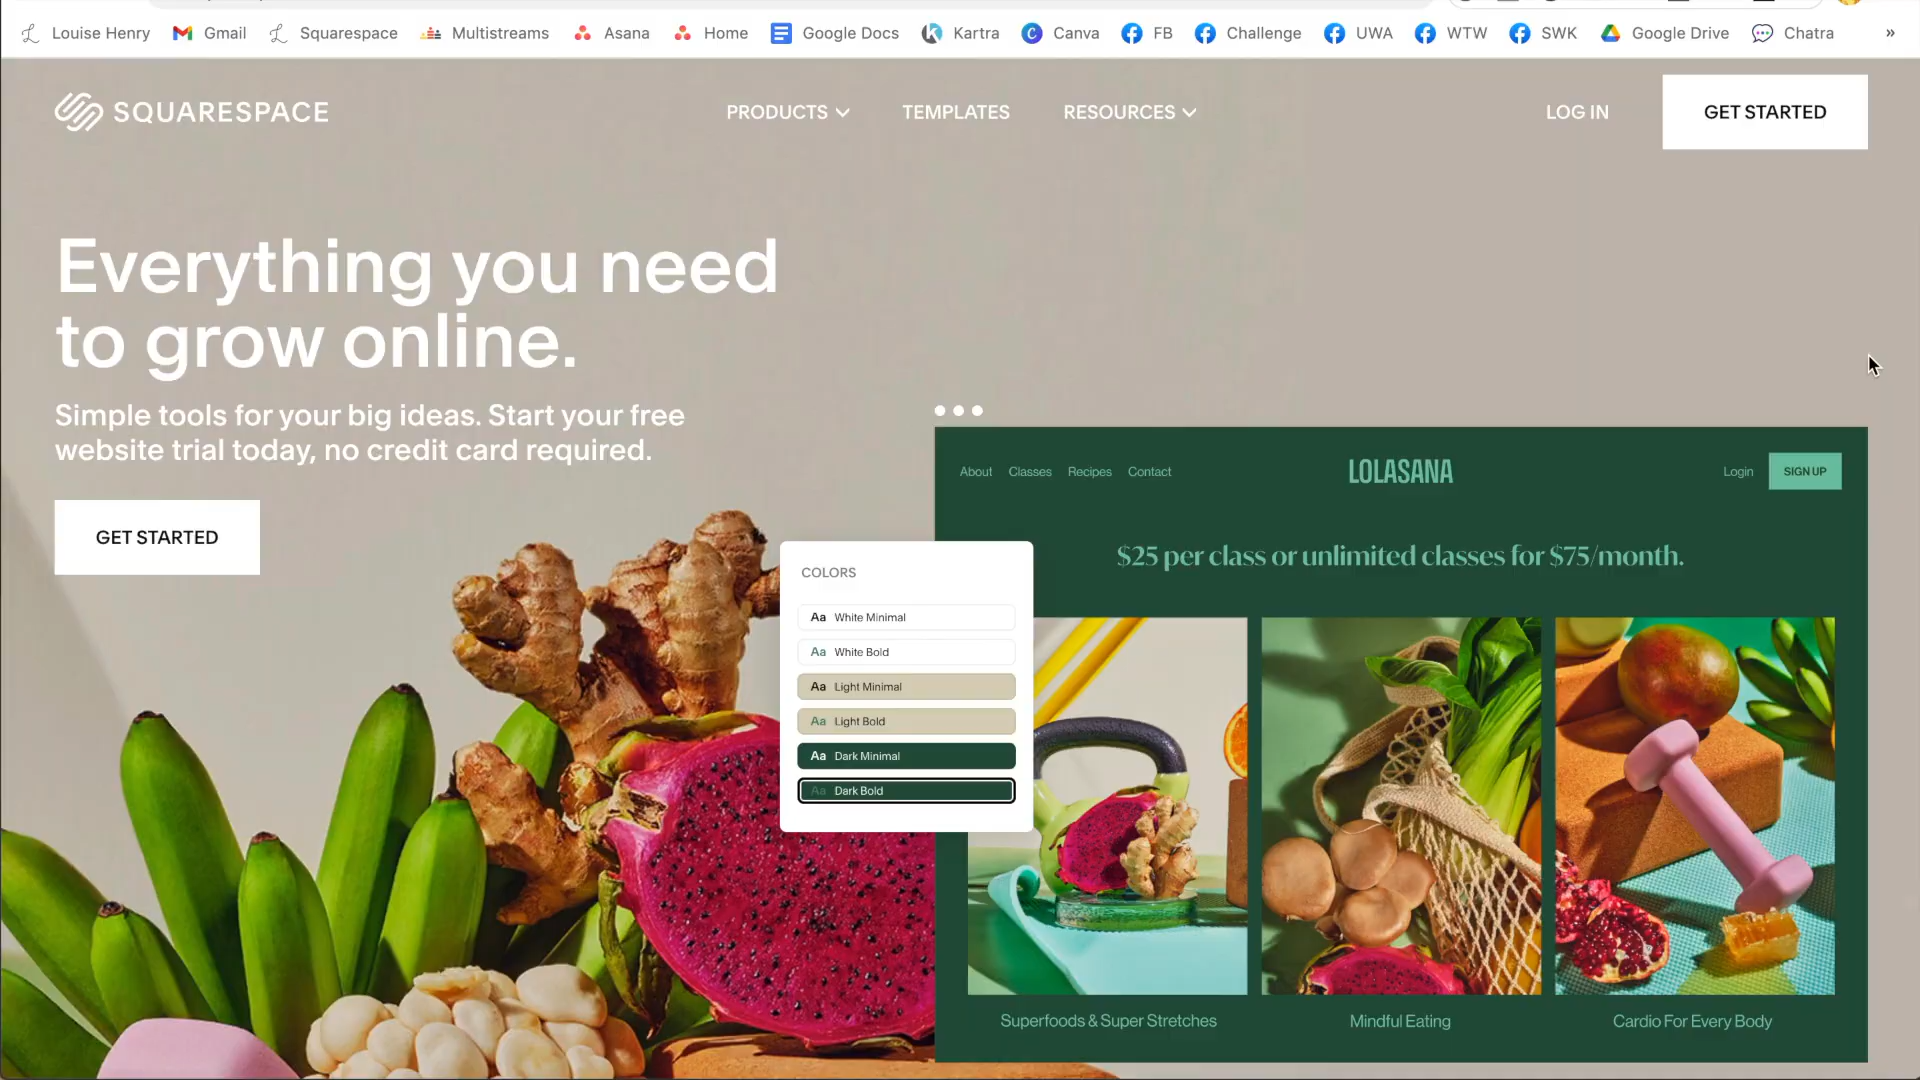 Louise Henry Gmail Squarespace Multistreams Asana Home Google Docs Kartra Canva FB Challenge UWA WTW SWK Google Drive Chatra »
SQUARESPACE PRODUCTS TEMPLATES RESOURCES LOG IN GET STARTED
Everything you need
to grow online.
Simple tools for your big ideas. Start your free
website trial today, no credit card required.
GET STARTED
COLORS
Aa White Minimal
Aa White Bold
Aa Light Minimal
Aa Light Bold
Aa Dark Minimal
Aa Dark Bold
About Classes Recipes Contact LOLASANA Login SIGN UP
$25 per class or unlimited classes for $75/month.
Superfoods & Super Stretches Mindful Eating Cardio For Every Body